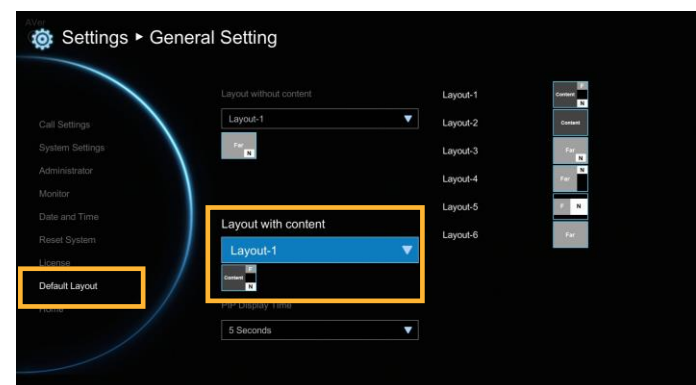 AVer
Settings ▸ General Setting
Call Settings
System Settings
Administrator
Monitor
Date and Time
Reset System
License
Default Layout
Home
Layout without content
Layout-1
Far
N
Layout with content
Layout-1
F
Content
N
PIP Display Time
5 Seconds
Layout-1
F
Content
N
Layout-2
Content
Layout-3
Far
N
Layout-4
N
Far
Layout-5
F N
Layout-6
Far